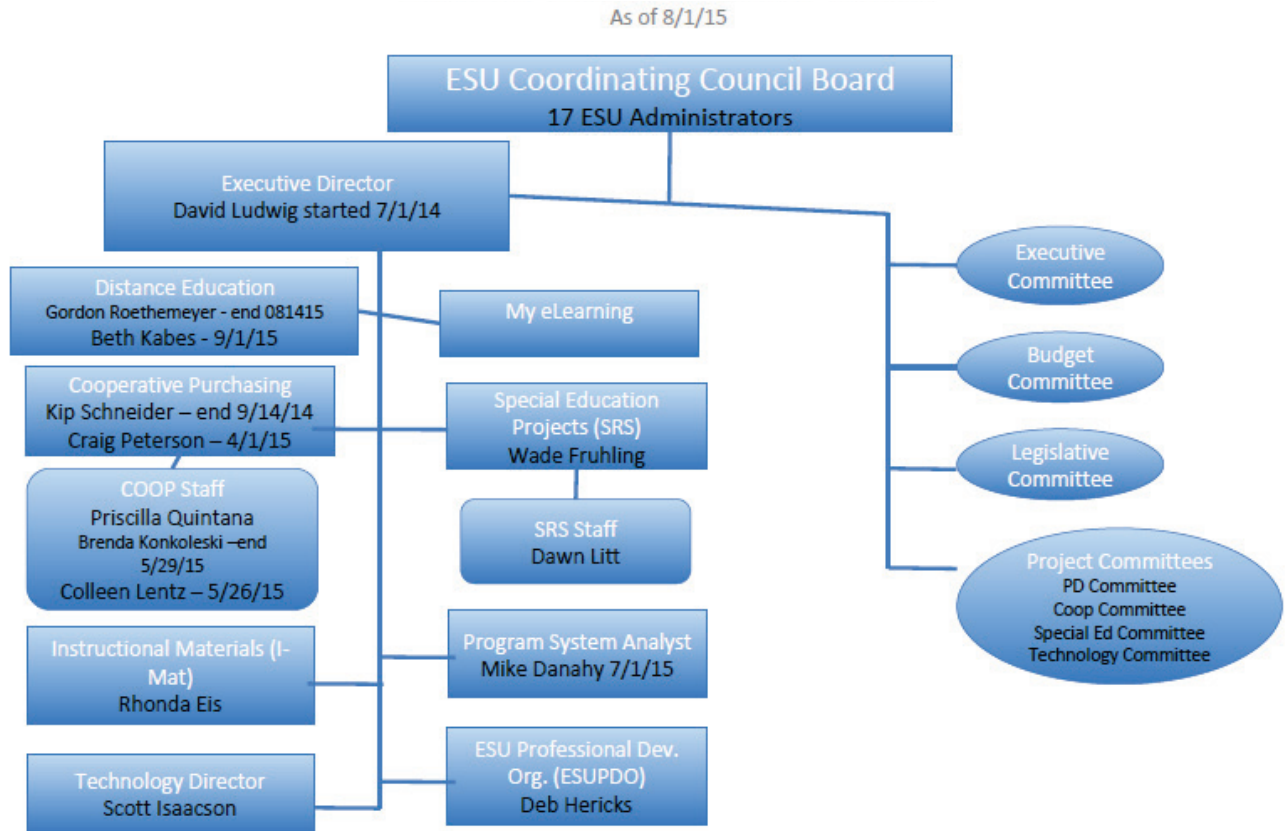 As of 8/1/15
ESU Coordinating Council Board
17 ESU Administrators
Executive Director
David Ludwig started 7/1/14
Distance Education
Gordon Roethemeyer - end 081415
Beth Kabes - 9/1/15
My eLearning
Cooperative Purchasing
Kip Schneider – end 9/14/14
Craig Peterson – 4/1/15
Special Education
Projects (SRS)
Wade Fruhling
COOP Staff
Priscilla Quintana
Brenda Konkoleski –end
5/29/15
Colleen Lentz – 5/26/15
SRS Staff
Dawn Litt
Instructional Materials (I-
Mat)
Rhonda Eis
Program System Analyst
Mike Danahy 7/1/15
Technology Director
Scott Isaacson
ESU Professional Dev.
Org. (ESUPDO)
Deb Hericks
Executive
Committee
Budget
Committee
Legislative
Committee
Project Committees
PD Committee
Coop Committee
Special Ed Committee
Technology Committee